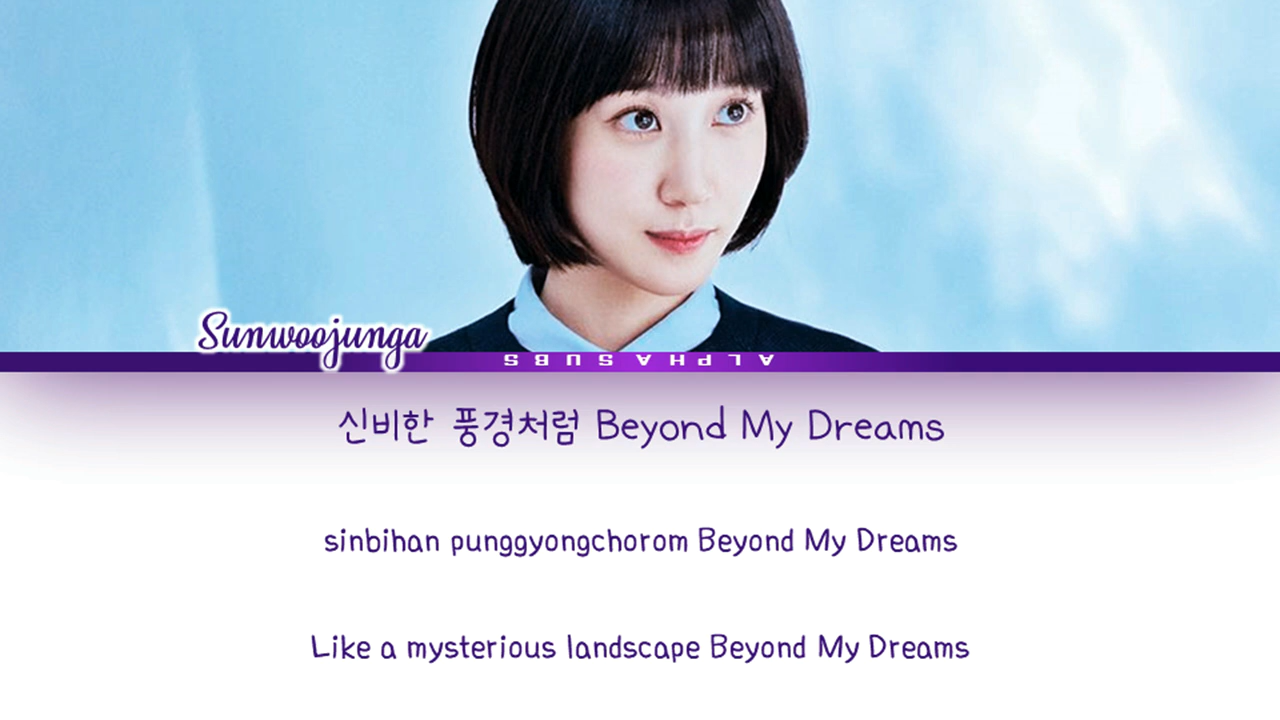 Sunwoojunga
ALPHASUBS
신비한 풍경처럼 Beyond My Dreams
sinbihan punggyongchorom Beyond My Dreams
Like a mysterious landscape Beyond My Dreams